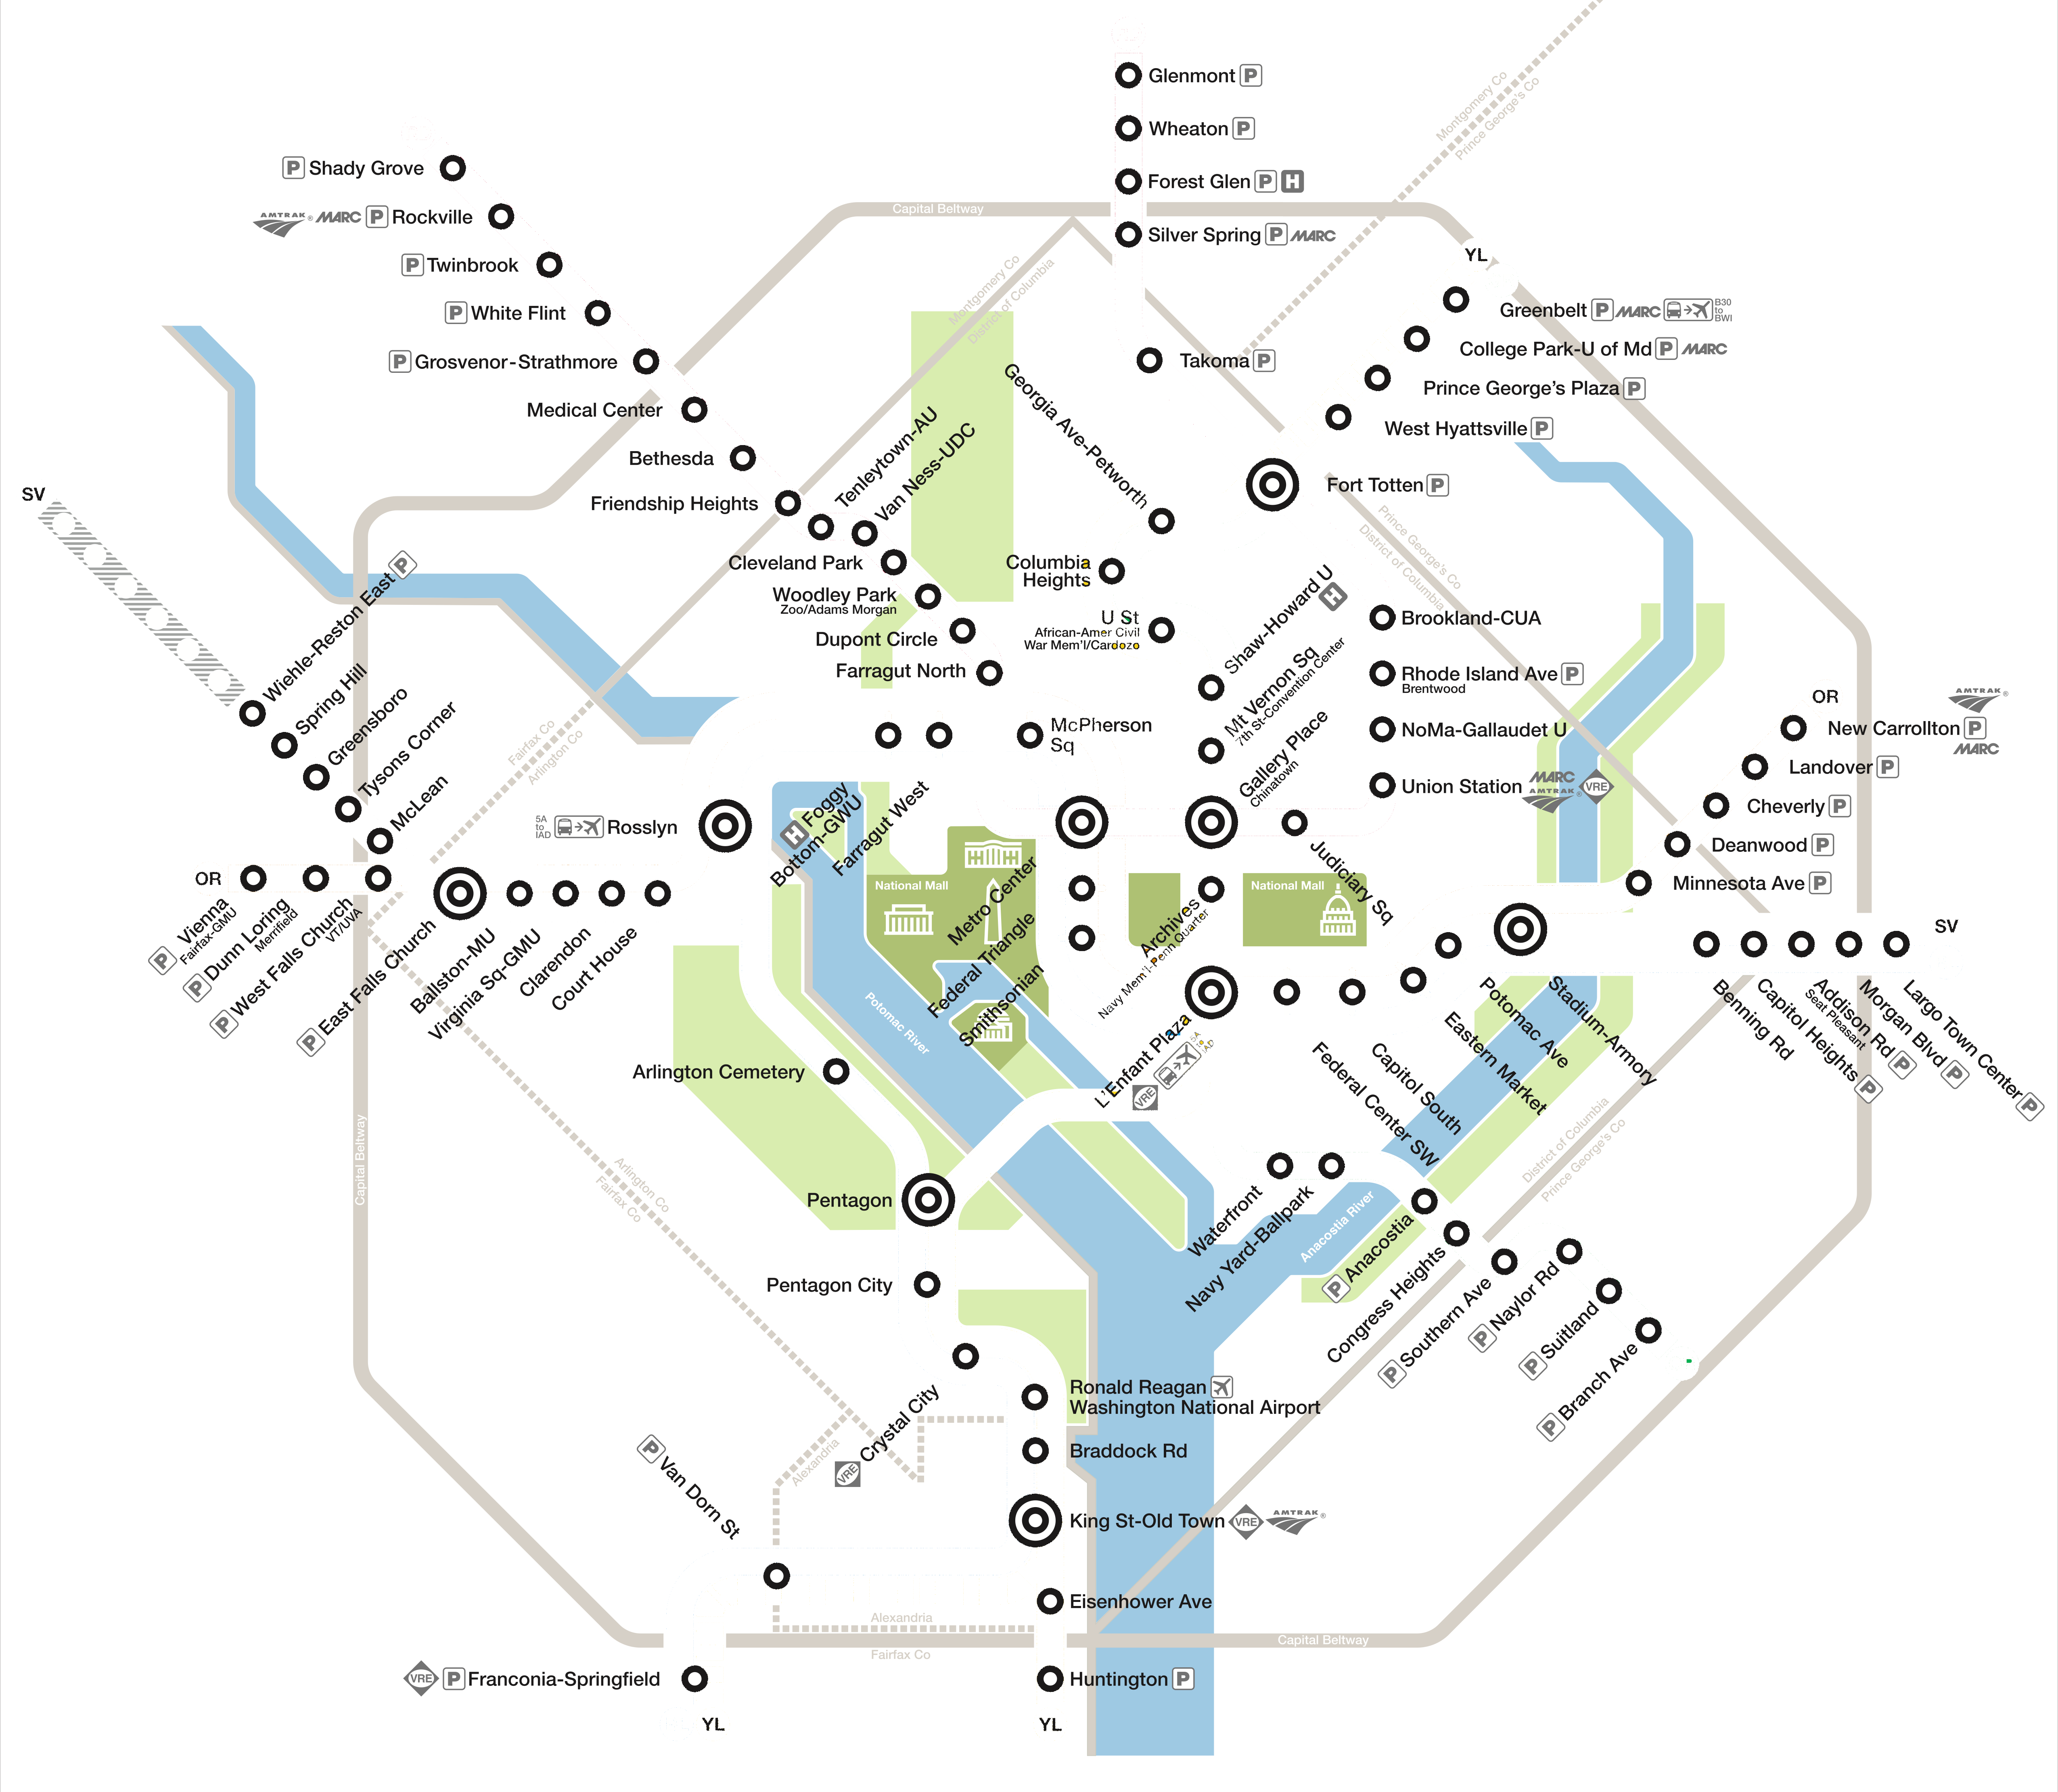 Glenmont P
Wheaton P
Forest Glen P H
Silver Spring P MARC
Takoma P
Montgomery Co
Prince George's Co
Capital Beltway
P Shady Grove
AMTRAK® MARC P Rockville
P Twinbrook
P White Flint
P Grosvenor-Strathmore
Medical Center
Bethesda
Friendship Heights
Tenleytown-AU
Van Ness-UDC
Cleveland Park
Woodley Park
Zoo/Adams Morgan
Dupont Circle
Farragut North
Montgomery Co
District of Columbia
YL
Greenbelt P MARC B30 to BWI
College Park-U of Md P MARC
Prince George's Plaza P
West Hyattsville P
Fort Totten P
Georgia Ave-Petworth
Columbia
Heights
U St
African-Amer Civil
War Mem'l/Cardozo
Shaw-Howard U H
Mt Vernon Sq
7th St-Convention Center
Gallery Place
Chinatown
Prince George's Co
District of Columbia
Brookland-CUA
Rhode Island Ave P
Brentwood
NoMa-Gallaudet U
Union Station MARC AMTRAK VRE
SV
Wiehle-Reston East P
Spring Hill
Greensboro
Tysons Corner
McLean
Fairfax Co
Arlington Co
OR
Vienna P
Fairfax-GMU
Dunn Loring P
Merrifield
West Falls Church P
VT/UVA
East Falls Church P
Ballston-MU
Virginia Sq-GMU
Clarendon
Court House
5A to IAD Rosslyn
H Foggy
Bottom-GWU
Farragut West
McPherson
Sq
Metro Center
Federal Triangle
Smithsonian
National Mall
National Mall
Judiciary Sq
Archives
Navy Mem'l-Penn Quarter
L'Enfant Plaza
VRE 5A to IAD
Federal Center SW
Capitol South
Eastern Market
Potomac Ave
Stadium-Armory
OR
AMTRAK®
New Carrollton P
MARC
Landover P
Cheverly P
Deanwood P
Minnesota Ave P
SV
Benning Rd
Capitol Heights P
Addison Rd P
Seat Pleasant
Morgan Blvd P
Largo Town Center P
Potomac River
Arlington Cemetery
Pentagon
Pentagon City
VRE Crystal City
Capital Beltway
Arlington Co
Fairfax Co
Waterfront
Navy Yard-Ballpark
Anacostia River
P Anacostia
Congress Heights
P Southern Ave
P Naylor Rd
P Suitland
P Branch Ave
District of Columbia
Prince George's Co
Ronald Reagan
Washington National Airport
Braddock Rd
King St-Old Town VRE AMTRAK®
Alexandria
P Van Dorn St
Eisenhower Ave
Alexandria
Fairfax Co
Capital Beltway
VRE P Franconia-Springfield
Huntington P
YL
YL